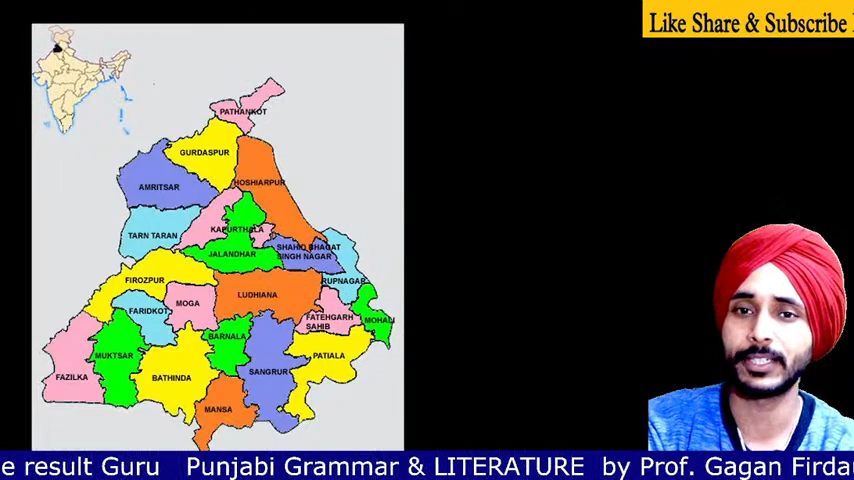 Like Share & Subscribe
PATHANKOT
GURDASPUR
HOSHIARPUR
AMRITSAR
TARN TARAN
KAPURTHALA
SHAHID BHAGAT
SINGH NAGAR
JALANDHAR
RUPNAGAR
FIROZPUR
LUDHIANA
MOGA
FARIDKOT
FATEHGARH
SAHIB
MOHALI
BARNALA
MUKTSAR
PATIALA
SANGRUR
FAZILKA
BATHINDA
MANSA
e result Guru Punjabi Grammar & LITERATURE by Prof. Gagan Firda